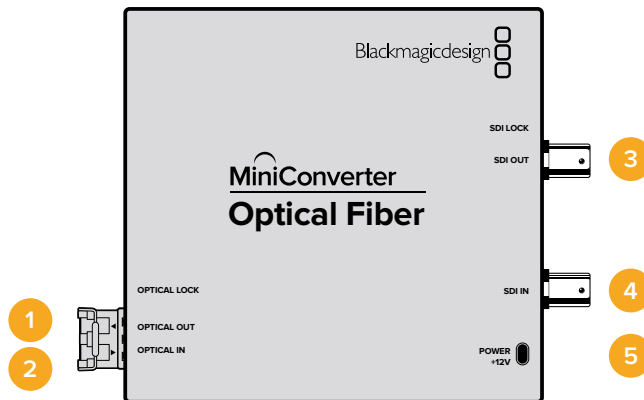 Blackmagicdesign
SDI LOCK
SDI OUT
3
MiniConverter
Optical Fiber
OPTICAL LOCK
SDI IN
4
1
OPTICAL OUT
2
OPTICAL IN
POWER
+12V
5